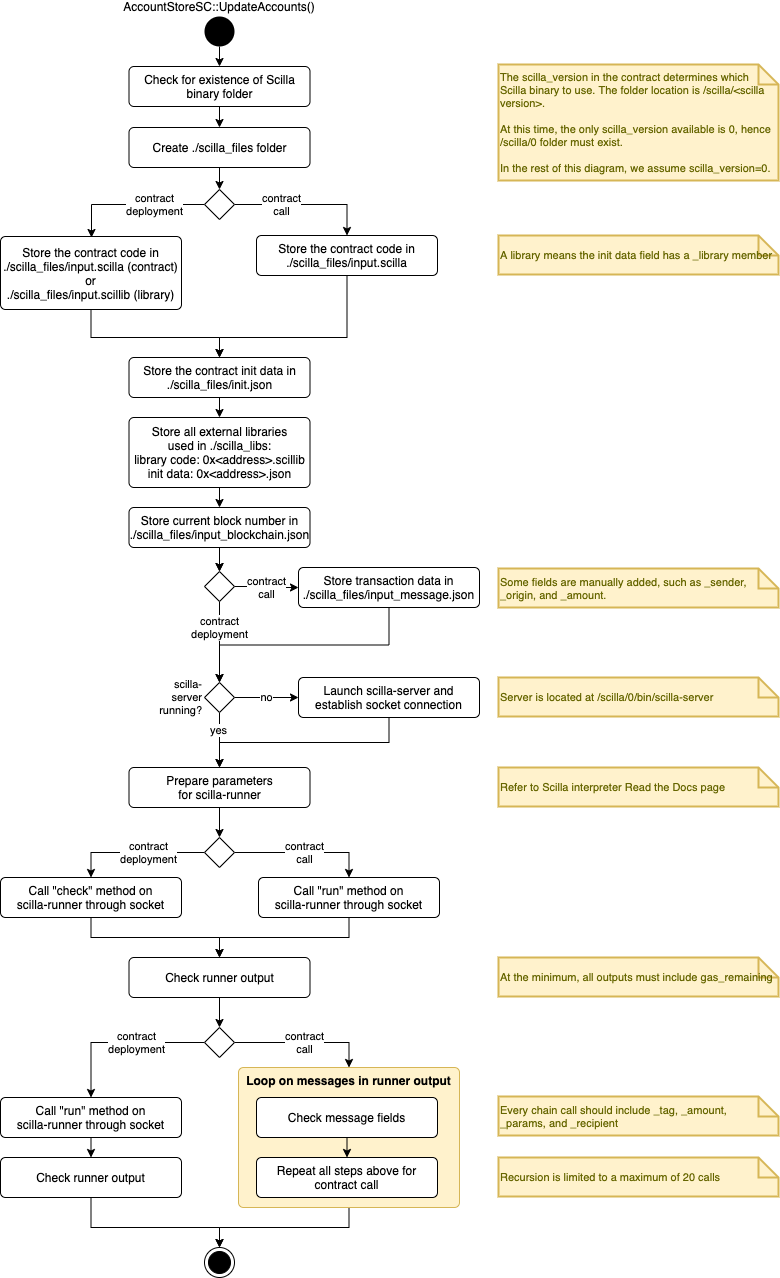 AccountStoreSC::UpdateAccounts()
Check for existence of Scilla
binary folder
The scilla_version in the contract determines which
Scilla binary to use. The folder location is /scilla/<scilla
version>.
At this time, the only scilla_version available is 0, hence
/scilla/0 folder must exist.
In the rest of this diagram, we assume scilla_version=0.
Create ./scilla_files folder
contract
deployment
contract
call
Store the contract code in
./scilla_files/input.scilla (contract)
or
./scilla_files/input.scillib (library)
Store the contract code in
./scilla_files/input.scilla
A library means the init data field has a _library member
Store the contract init data in
./scilla_files/init.json
Store all external libraries
used in ./scilla_libs:
library code: 0x<address>.scillib
init data: 0x<address>.json
Store current block number in
./scilla_files/input_blockchain.json
contract
call
Store transaction data in
./scilla_files/input_message.json
Some fields are manually added, such as _sender,
_origin, and _amount.
contract
deployment
scilla-
server
running?
no
Launch scilla-server and
establish socket connection
Server is located at /scilla/0/bin/scilla-server
yes
Prepare parameters
for scilla-runner
Refer to Scilla interpreter Read the Docs page
contract
deployment
contract
call
Call "check" method on
scilla-runner through socket
Call "run" method on
scilla-runner through socket
Check runner output
At the minimum, all outputs must include gas_remaining
contract
deployment
contract
call
Loop on messages in runner output
Call "run" method on
scilla-runner through socket
Check message fields
Every chain call should include _tag, _amount,
_params, and _recipient
Check runner output
Repeat all steps above for
contract call
Recursion is limited to a maximum of 20 calls